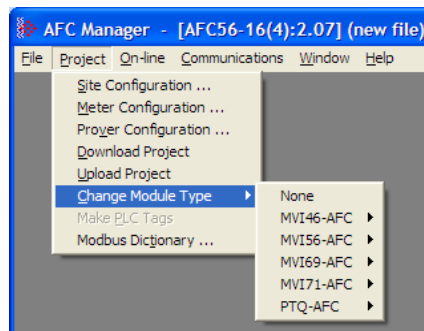 AFC Manager - [AFC56-16(4):2.07] (new file)
File Project On-line Communications Window Help
Site Configuration ...
Meter Configuration ...
Prover Configuration ...
Download Project
Upload Project
Change Module Type
None
Make PLC Tags
MVI46-AFC
Modbus Dictionary ...
MVI56-AFC
MVI69-AFC
MVI71-AFC
PTQ-AFC